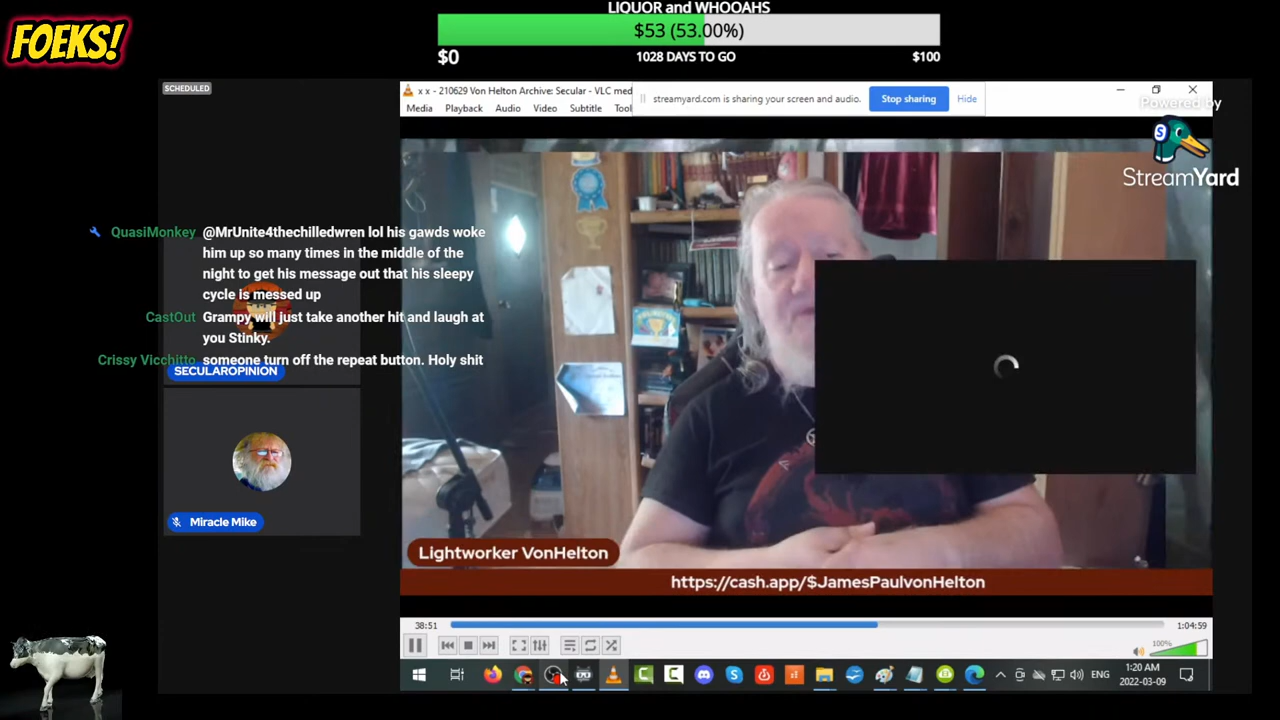 LIQUOR and WHOOAHS
FOEKS!
$53 (53.00%)
$0
1028 DAYS TO GO
$100
SCHEDULED
x x - 210629 Von Helton Archive: Secular - VLC med
streamyard.com is sharing your screen and audio.
Stop sharing
Hide
Media
Playback
Audio
Video
Subtitle
Tool
Powered by
S
StreamYard
QuasiMonkey @MrUnite4thechilledwren lol his gawds woke
him up so many times in the middle of the
night to get his message out that his sleepy
cycle is messed up
CastOut Grampy will just take another hit and laugh at
you Stinky.
Crissy Vicchitto someone turn off the repeat button. Holy shit
SECULAROPINION
Miracle Mike
Lightworker VonHelton
https://cash.app/$JamesPaulvonHelton
38:51
1:04:59
100%
ENG
1:20 AM
2022-03-09